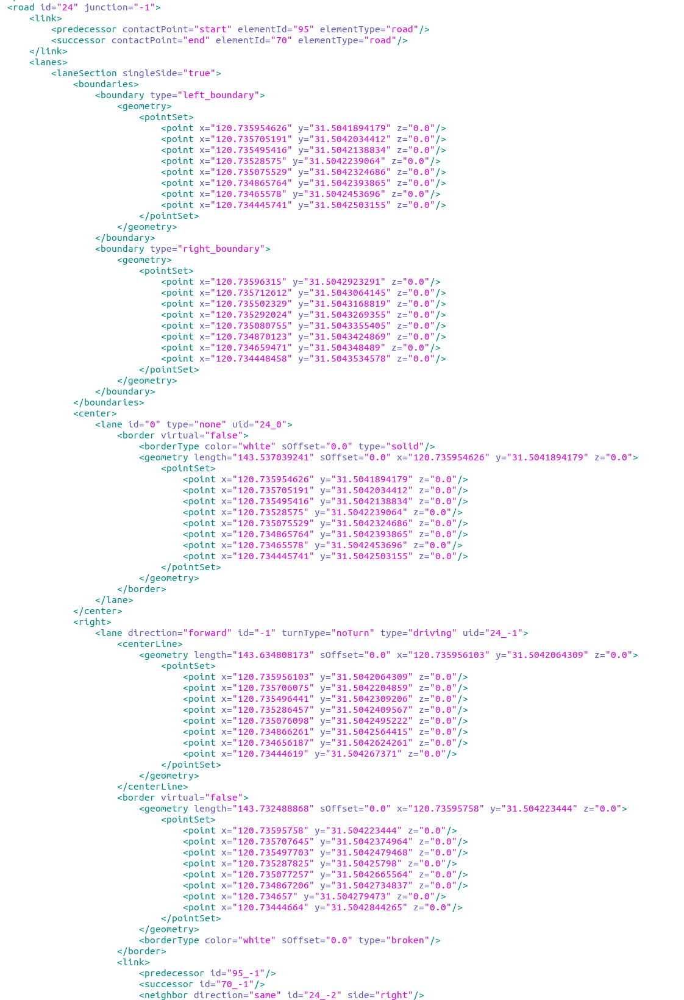 <road id="24" junction="-1">
<link>
<predecessor contactPoint="start" elementId="95" elementType="road"/>
<successor contactPoint="end" elementId="70" elementType="road"/>
</link>
<lanes>
<laneSection singleSide="true">
<boundaries>
<boundary type="left_boundary">
<geometry>
<pointSet>
<point x="120.735954626" y="31.5041894179" z="0.0"/>
<point x="120.735705191" y="31.5042034412" z="0.0"/>
<point x="120.735495416" y="31.5042138834" z="0.0"/>
<point x="120.73528575" y="31.5042239064" z="0.0"/>
<point x="120.735075529" y="31.5042324686" z="0.0"/>
<point x="120.734865764" y="31.5042393865" z="0.0"/>
<point x="120.73465578" y="31.5042453696" z="0.0"/>
<point x="120.734445741" y="31.5042503155" z="0.0"/>
</pointSet>
</geometry>
</boundary>
<boundary type="right_boundary">
<geometry>
<pointSet>
<point x="120.73596315" y="31.5042923291" z="0.0"/>
<point x="120.735712612" y="31.5043064145" z="0.0"/>
<point x="120.735502329" y="31.5043168819" z="0.0"/>
<point x="120.735292024" y="31.5043269355" z="0.0"/>
<point x="120.735080755" y="31.5043355405" z="0.0"/>
<point x="120.734870123" y="31.5043424869" z="0.0"/>
<point x="120.734659471" y="31.504348489" z="0.0"/>
<point x="120.734448458" y="31.5043534578" z="0.0"/>
</pointSet>
</geometry>
</boundary>
</boundaries>
<center>
<lane id="0" type="none" uid="24_0">
<border virtual="false">
<borderType color="white" sOffset="0.0" type="solid"/>
<geometry length="143.537039241" sOffset="0.0" x="120.735954626" y="31.5041894179" z="0.0">
<pointSet>
<point x="120.735954626" y="31.5041894179" z="0.0"/>
<point x="120.735705191" y="31.5042034412" z="0.0"/>
<point x="120.735495416" y="31.5042138834" z="0.0"/>
<point x="120.73528575" y="31.5042239064" z="0.0"/>
<point x="120.735075529" y="31.5042324686" z="0.0"/>
<point x="120.734865764" y="31.5042393865" z="0.0"/>
<point x="120.73465578" y="31.5042453696" z="0.0"/>
<point x="120.734445741" y="31.5042503155" z="0.0"/>
</pointSet>
</geometry>
</border>
</lane>
</center>
<right>
<lane direction="forward" id="-1" turnType="noTurn" type="driving" uid="24_-1">
<centerLine>
<geometry length="143.634808173" sOffset="0.0" x="120.735956103" y="31.5042064309" z="0.0">
<pointSet>
<point x="120.735956103" y="31.5042064309" z="0.0"/>
<point x="120.735706075" y="31.5042204859" z="0.0"/>
<point x="120.735496441" y="31.5042309206" z="0.0"/>
<point x="120.735286457" y="31.5042409567" z="0.0"/>
<point x="120.735076098" y="31.5042495222" z="0.0"/>
<point x="120.734866261" y="31.5042564415" z="0.0"/>
<point x="120.734656187" y="31.5042624261" z="0.0"/>
<point x="120.73444619" y="31.504267371" z="0.0"/>
</pointSet>
</geometry>
</centerLine>
<border virtual="false">
<geometry length="143.732488868" sOffset="0.0" x="120.73595758" y="31.504223444" z="0.0">
<pointSet>
<point x="120.73595758" y="31.504223444" z="0.0"/>
<point x="120.735707645" y="31.5042374964" z="0.0"/>
<point x="120.735497703" y="31.5042479468" z="0.0"/>
<point x="120.735287825" y="31.50425798" z="0.0"/>
<point x="120.735077257" y="31.5042665564" z="0.0"/>
<point x="120.734867206" y="31.5042734837" z="0.0"/>
<point x="120.734657" y="31.504279473" z="0.0"/>
<point x="120.73444664" y="31.5042844265" z="0.0"/>
</pointSet>
</geometry>
<borderType color="white" sOffset="0.0" type="broken"/>
</border>
<link>
<predecessor id="95_-1"/>
<successor id="70_-1"/>
<neighbor direction="same" id="24_-2" side="right"/>